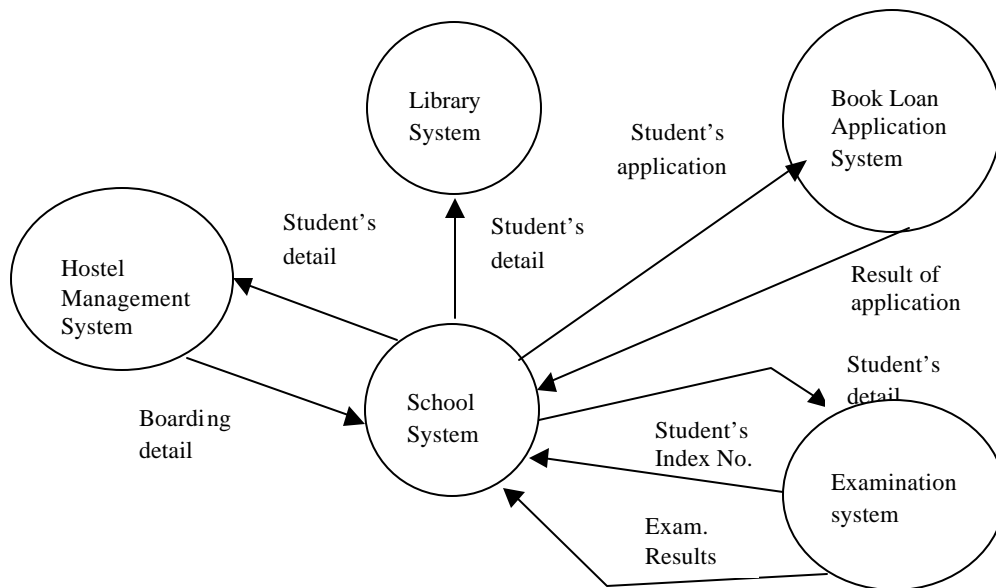 Library
System
Book Loan
Application
System
Student's
application
Student's
detail
Student's
detail
Hostel
Management
System
Result of
application
Student's
detail
School
System
Boarding
detail
Student's
Index No.
Examination
system
Exam.
Results